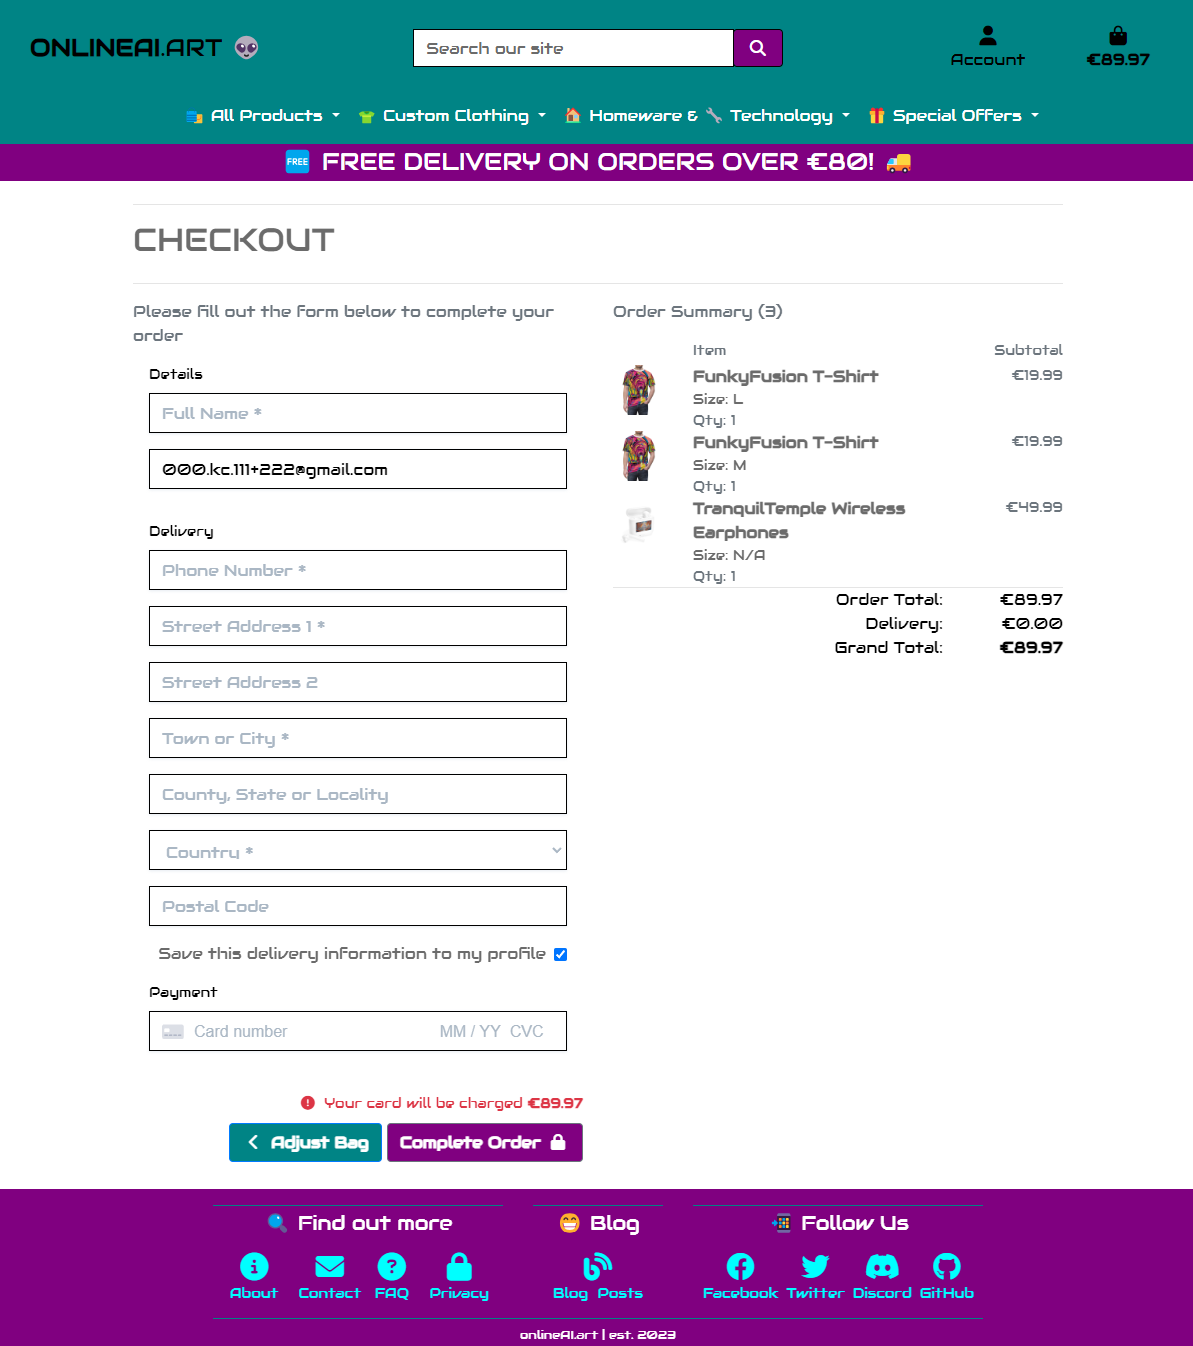 ONLINEAI.ART
Search our site
Account
€89.97
All Products
Custom Clothing
Homeware & Technology
Special Offers
FREE FREE DELIVERY ON ORDERS OVER €80!
CHECKOUT
Please fill out the form below to complete your
order
Details
Full Name *
000.kc.111+222@gmail.com
Delivery
Phone Number *
Street Address 1 *
Street Address 2
Town or City *
County, State or Locality
Country *
Postal Code
Save this delivery information to my profile
Payment
Card number MM / YY CVC
Your card will be charged €89.97
Adjust Bag
Complete Order
Order Summary (3)
Item Subtotal
FunkyFusion T-Shirt €19.99
Size: L
Qty: 1
FunkyFusion T-Shirt €19.99
Size: M
Qty: 1
TranquilTemple Wireless €49.99
Earphones
Size: N/A
Qty: 1
Order Total: €89.97
Delivery: €0.00
Grand Total: €89.97
Find out more
About Contact FAQ Privacy
Blog
Blog Posts
Follow Us
Facebook Twitter Discord GitHub
onlineAI.art | est. 2023